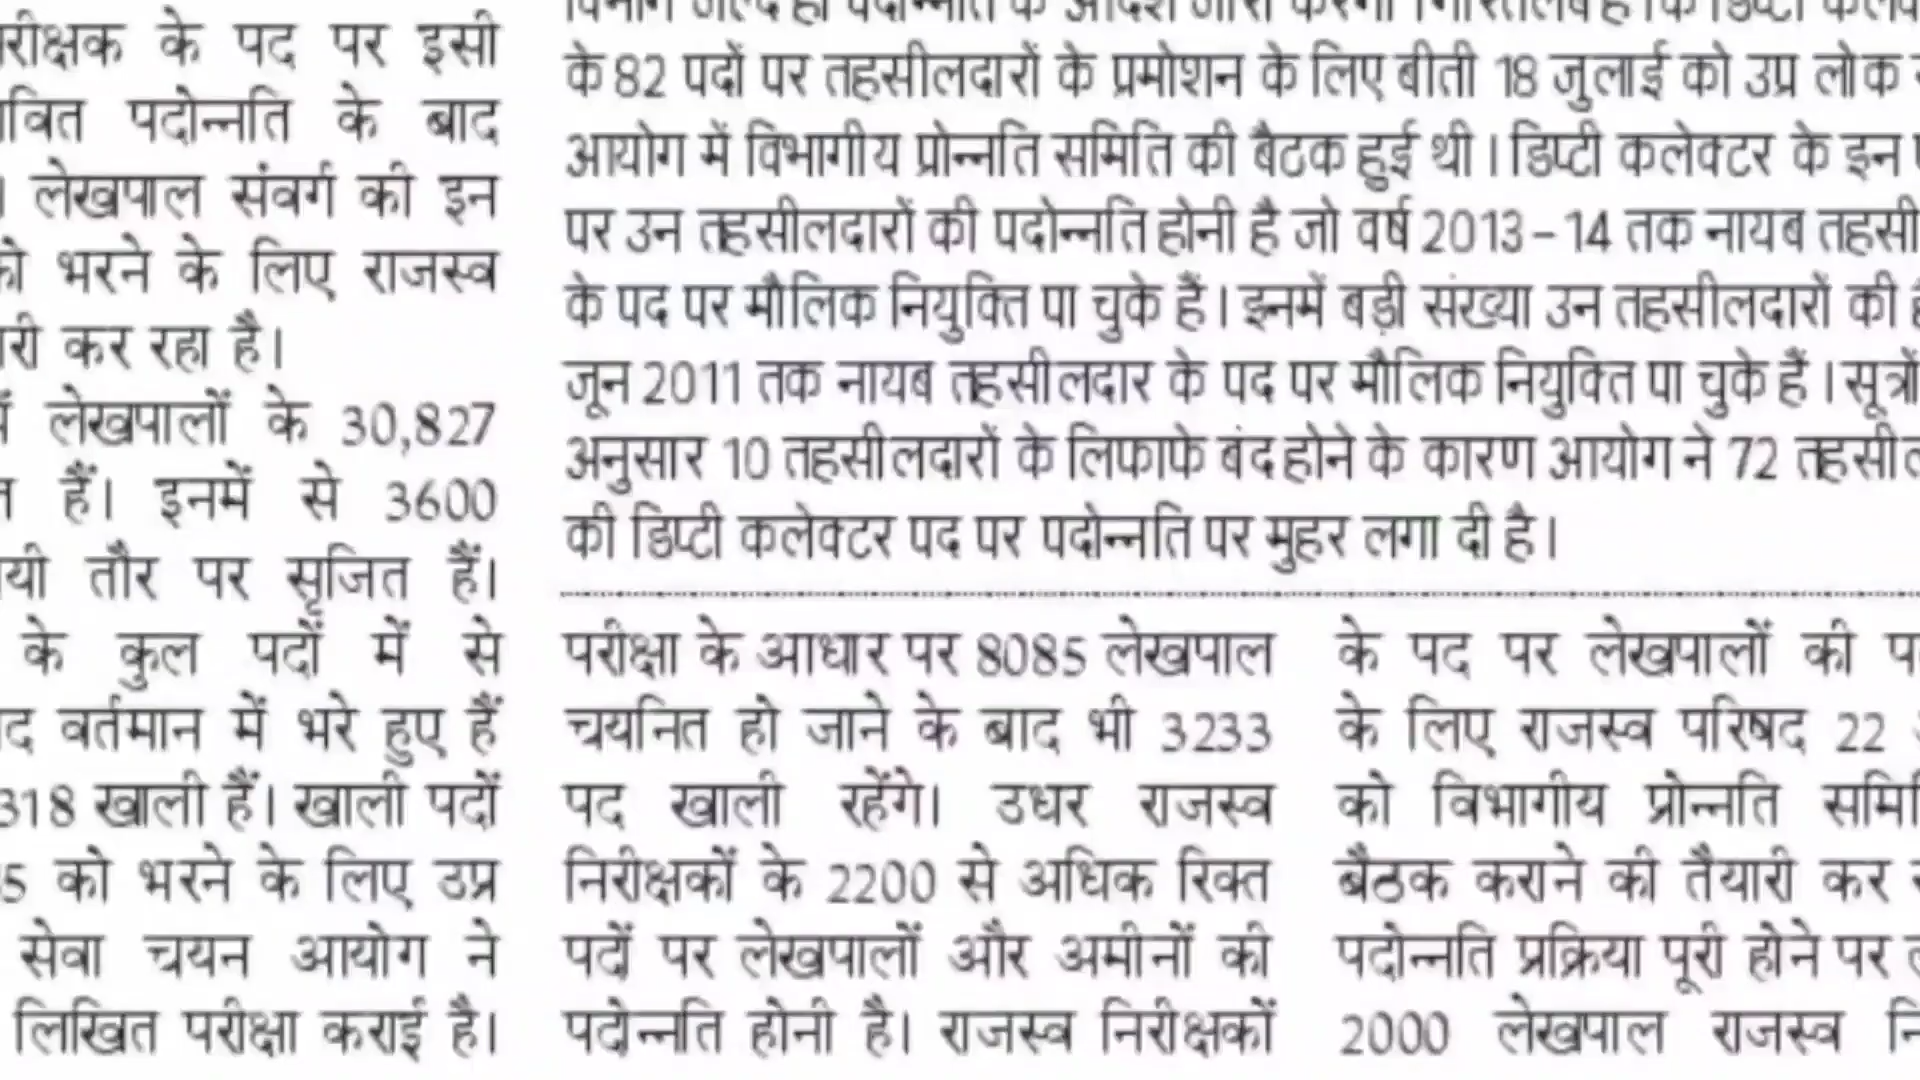 के पद पर इसी
पदोन्नति के बाद
। लेखपाल संवर्ग की इन
भरने के लिए राजस्व
कर रहा है।
लेखपालों के 30,827
हैं। इनमें से 3600
तौर पर सृजित हैं।
के कुल पदों में से
वर्तमान में भरे हुए हैं
खाली हैं। खाली पदों
को भरने के लिए उप्र
सेवा चयन आयोग ने
लिखित परीक्षा कराई है।
के 82 पदों पर तहसीलदारों के प्रमोशन के लिए बीती 18 जुलाई को उप्र लोक
आयोग में विभागीय प्रोन्नति समिति की बैटक हुई थी। डिप्टी कलेक्टर के इन
पर उन तहसीलदारों की पदोन्नति होनी है जो वर्ष 2013-14 तक नायब
के पद पर मौलिक नियुक्ति पा चुके हैं। इनमें बड़ी संख्या उन तहसीलदारों की
जून 2011 तक नायब तहसीलदार के पद पर मौलिक नियुक्ति पा चुके हैं। सूत्रों
अनुसार 10 तहसीलदारों के लिफाफे बंद होने के कारण आयोग ने 72
की डिप्टी कलेक्टर पद पर पदोन्नति पर मुहर लगा दी है।
परीक्षा के आधार पर 8085 लेखपाल
चयनित हो जाने के बाद भी 3233
पद खाली रहेंगे। उधर राजस्व
निरीक्षकों के 2200 से अधिक रिक्त
पदों पर लेखपालों और अमीनों की
पदोन्नति होनी है। राजस्व निरीक्षकों
के पद पर लेखपालों की
के लिए राजस्व परिषद 22
को विभागीय प्रोन्नति
बैठक कराने की तैयारी कर
पदोन्नति प्रक्रिया पूरी होने पर
2000 लेखपाल राजस्व